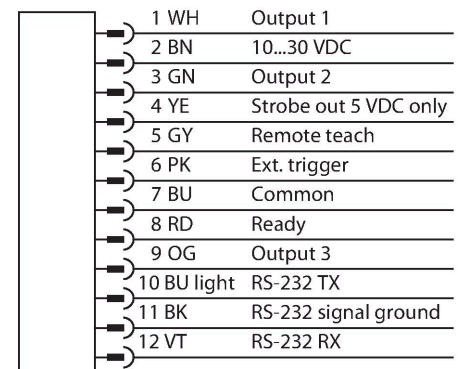 1 WH Output 1
2 BN 10...30 VDC
3 GN Output 2
4 YE Strobe out 5 VDC only
5 GY Remote teach
6 PK Ext. trigger
7 BU Common
8 RD Ready
9 OG Output 3
10 BU light RS-232 TX
11 BK RS-232 signal ground
12 VT RS-232 RX